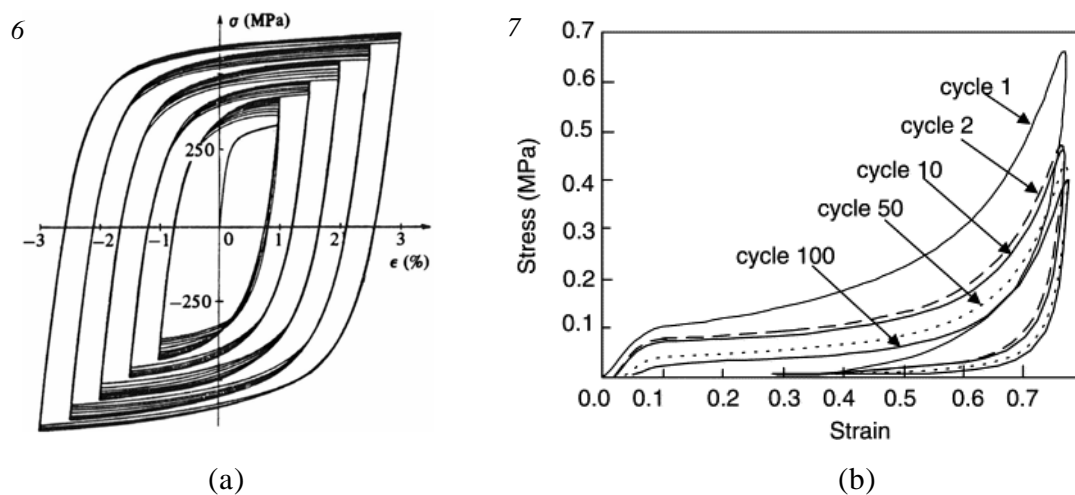 6
σ (MPa)
250
−3
−2
−1
0
1
2
3
ϵ (%)
−250
(a)
7
0.7
0.6
0.5
0.4
0.3
0.2
0.1
Stress (MPa)
cycle 1
cycle 2
cycle 10
cycle 50
cycle 100
0.0 0.1 0.2 0.3 0.4 0.5 0.6 0.7
Strain
(b)